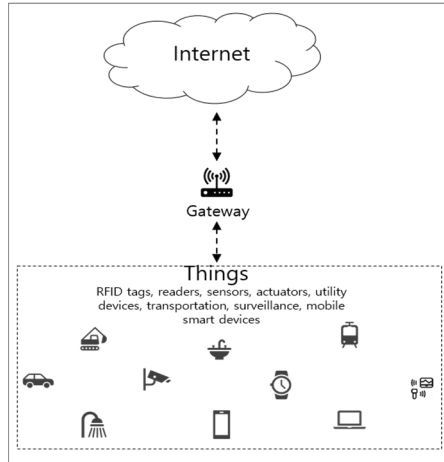 Internet
Gateway
Things
RFID tags, readers, sensors, actuators, utility
devices, transportation, surveillance, mobile
smart devices